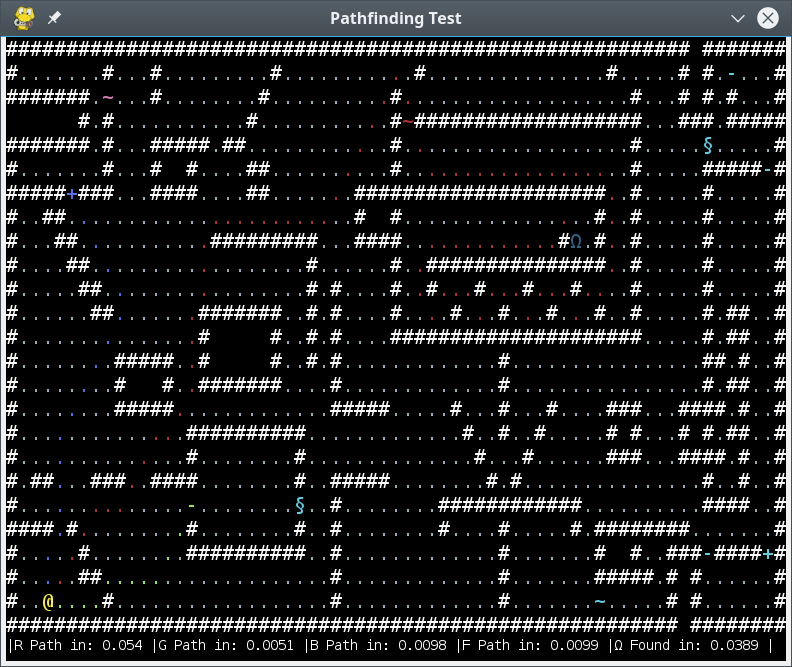 Pathfinding Test
|R Path in: 0.054 |G Path in: 0.0051 |B Path in: 0.0098 |F Path in: 0.0099 |Ω Found in: 0.0389 |